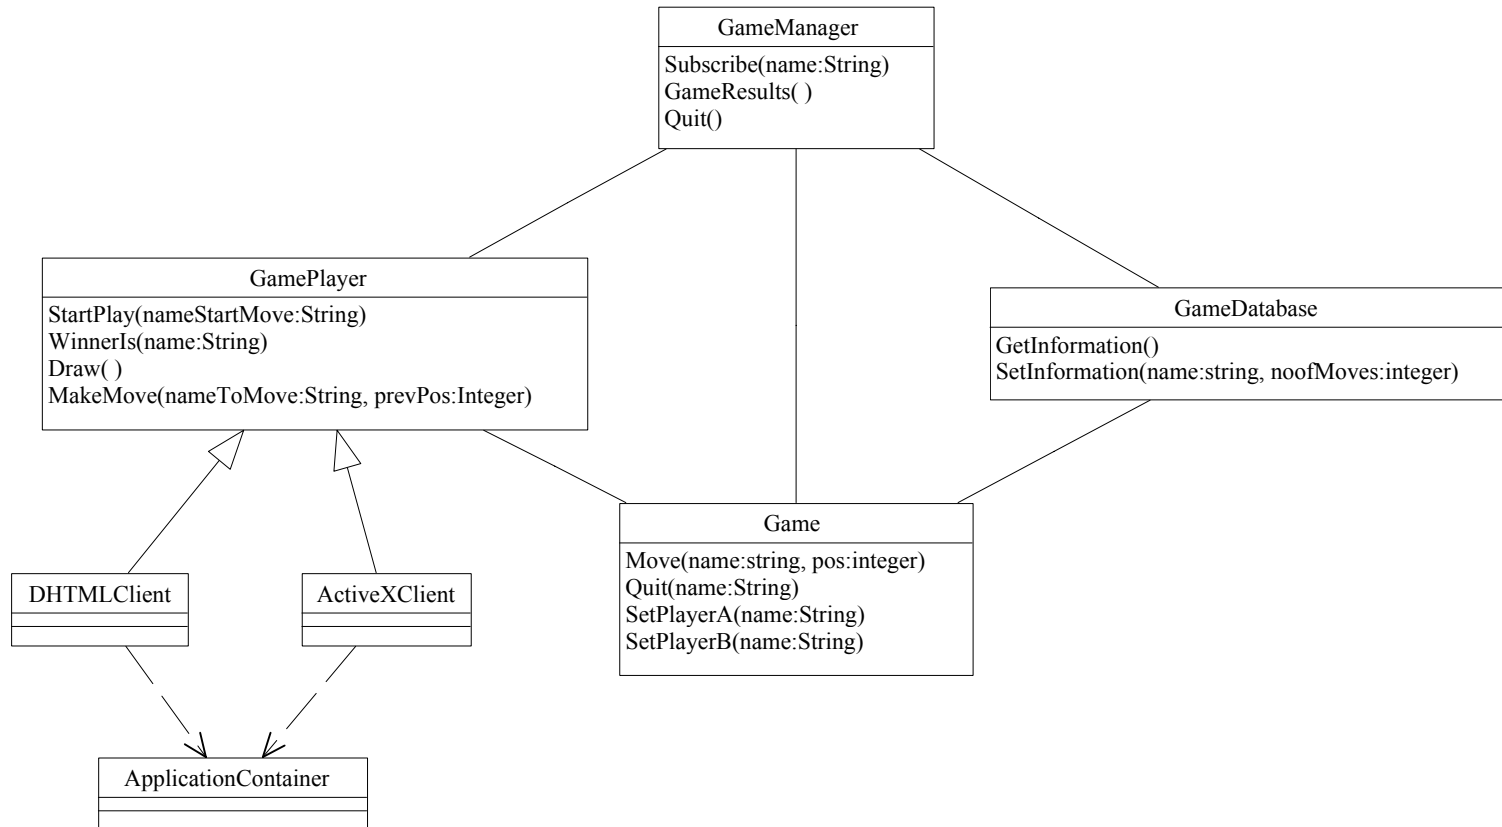 GameManager
Subscribe(name:String)
GameResults( )
Quit()
GamePlayer
StartPlay(nameStartMove:String)
WinnerIs(name:String)
Draw( )
MakeMove(nameToMove:String, prevPos:Integer)
GameDatabase
GetInformation()
SetInformation(name:string, noofMoves:integer)
Game
Move(name:string, pos:integer)
Quit(name:String)
SetPlayerA(name:String)
SetPlayerB(name:String)
DHTMLClient
ActiveXClient
ApplicationContainer